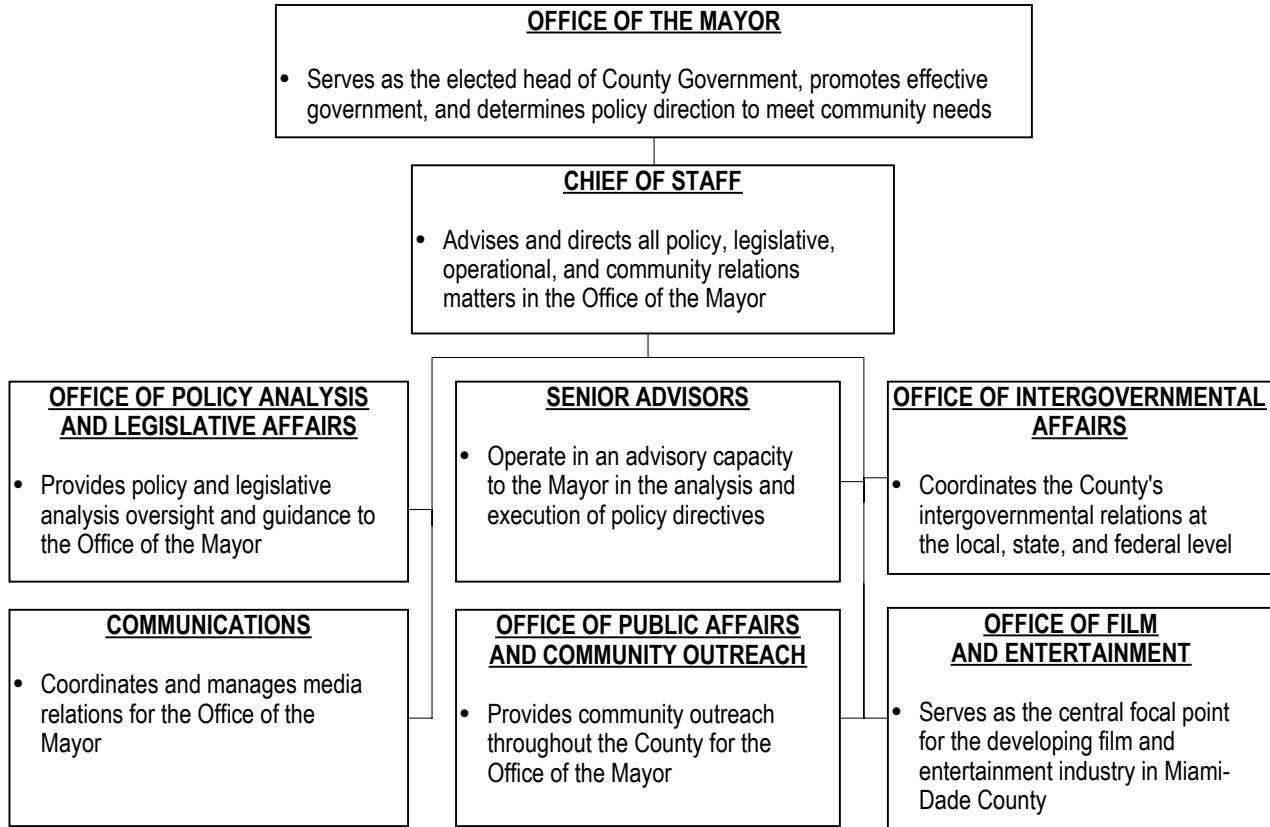 OFFICE OF THE MAYOR
• Serves as the elected head of County Government, promotes effective
government, and determines policy direction to meet community needs
CHIEF OF STAFF
• Advises and directs all policy, legislative,
operational, and community relations
matters in the Office of the Mayor
OFFICE OF POLICY ANALYSIS
AND LEGISLATIVE AFFAIRS
• Provides policy and legislative
analysis oversight and guidance to
the Office of the Mayor
SENIOR ADVISORS
• Operate in an advisory capacity
to the Mayor in the analysis and
execution of policy directives
OFFICE OF INTERGOVERNMENTAL
AFFAIRS
• Coordinates the County's
intergovernmental relations at
the local, state, and federal level
COMMUNICATIONS
• Coordinates and manages media
relations for the Office of the
Mayor
OFFICE OF PUBLIC AFFAIRS
AND COMMUNITY OUTREACH
• Provides community outreach
throughout the County for the
Office of the Mayor
OFFICE OF FILM
AND ENTERTAINMENT
• Serves as the central focal point
for the developing film and
entertainment industry in Miami-
Dade County